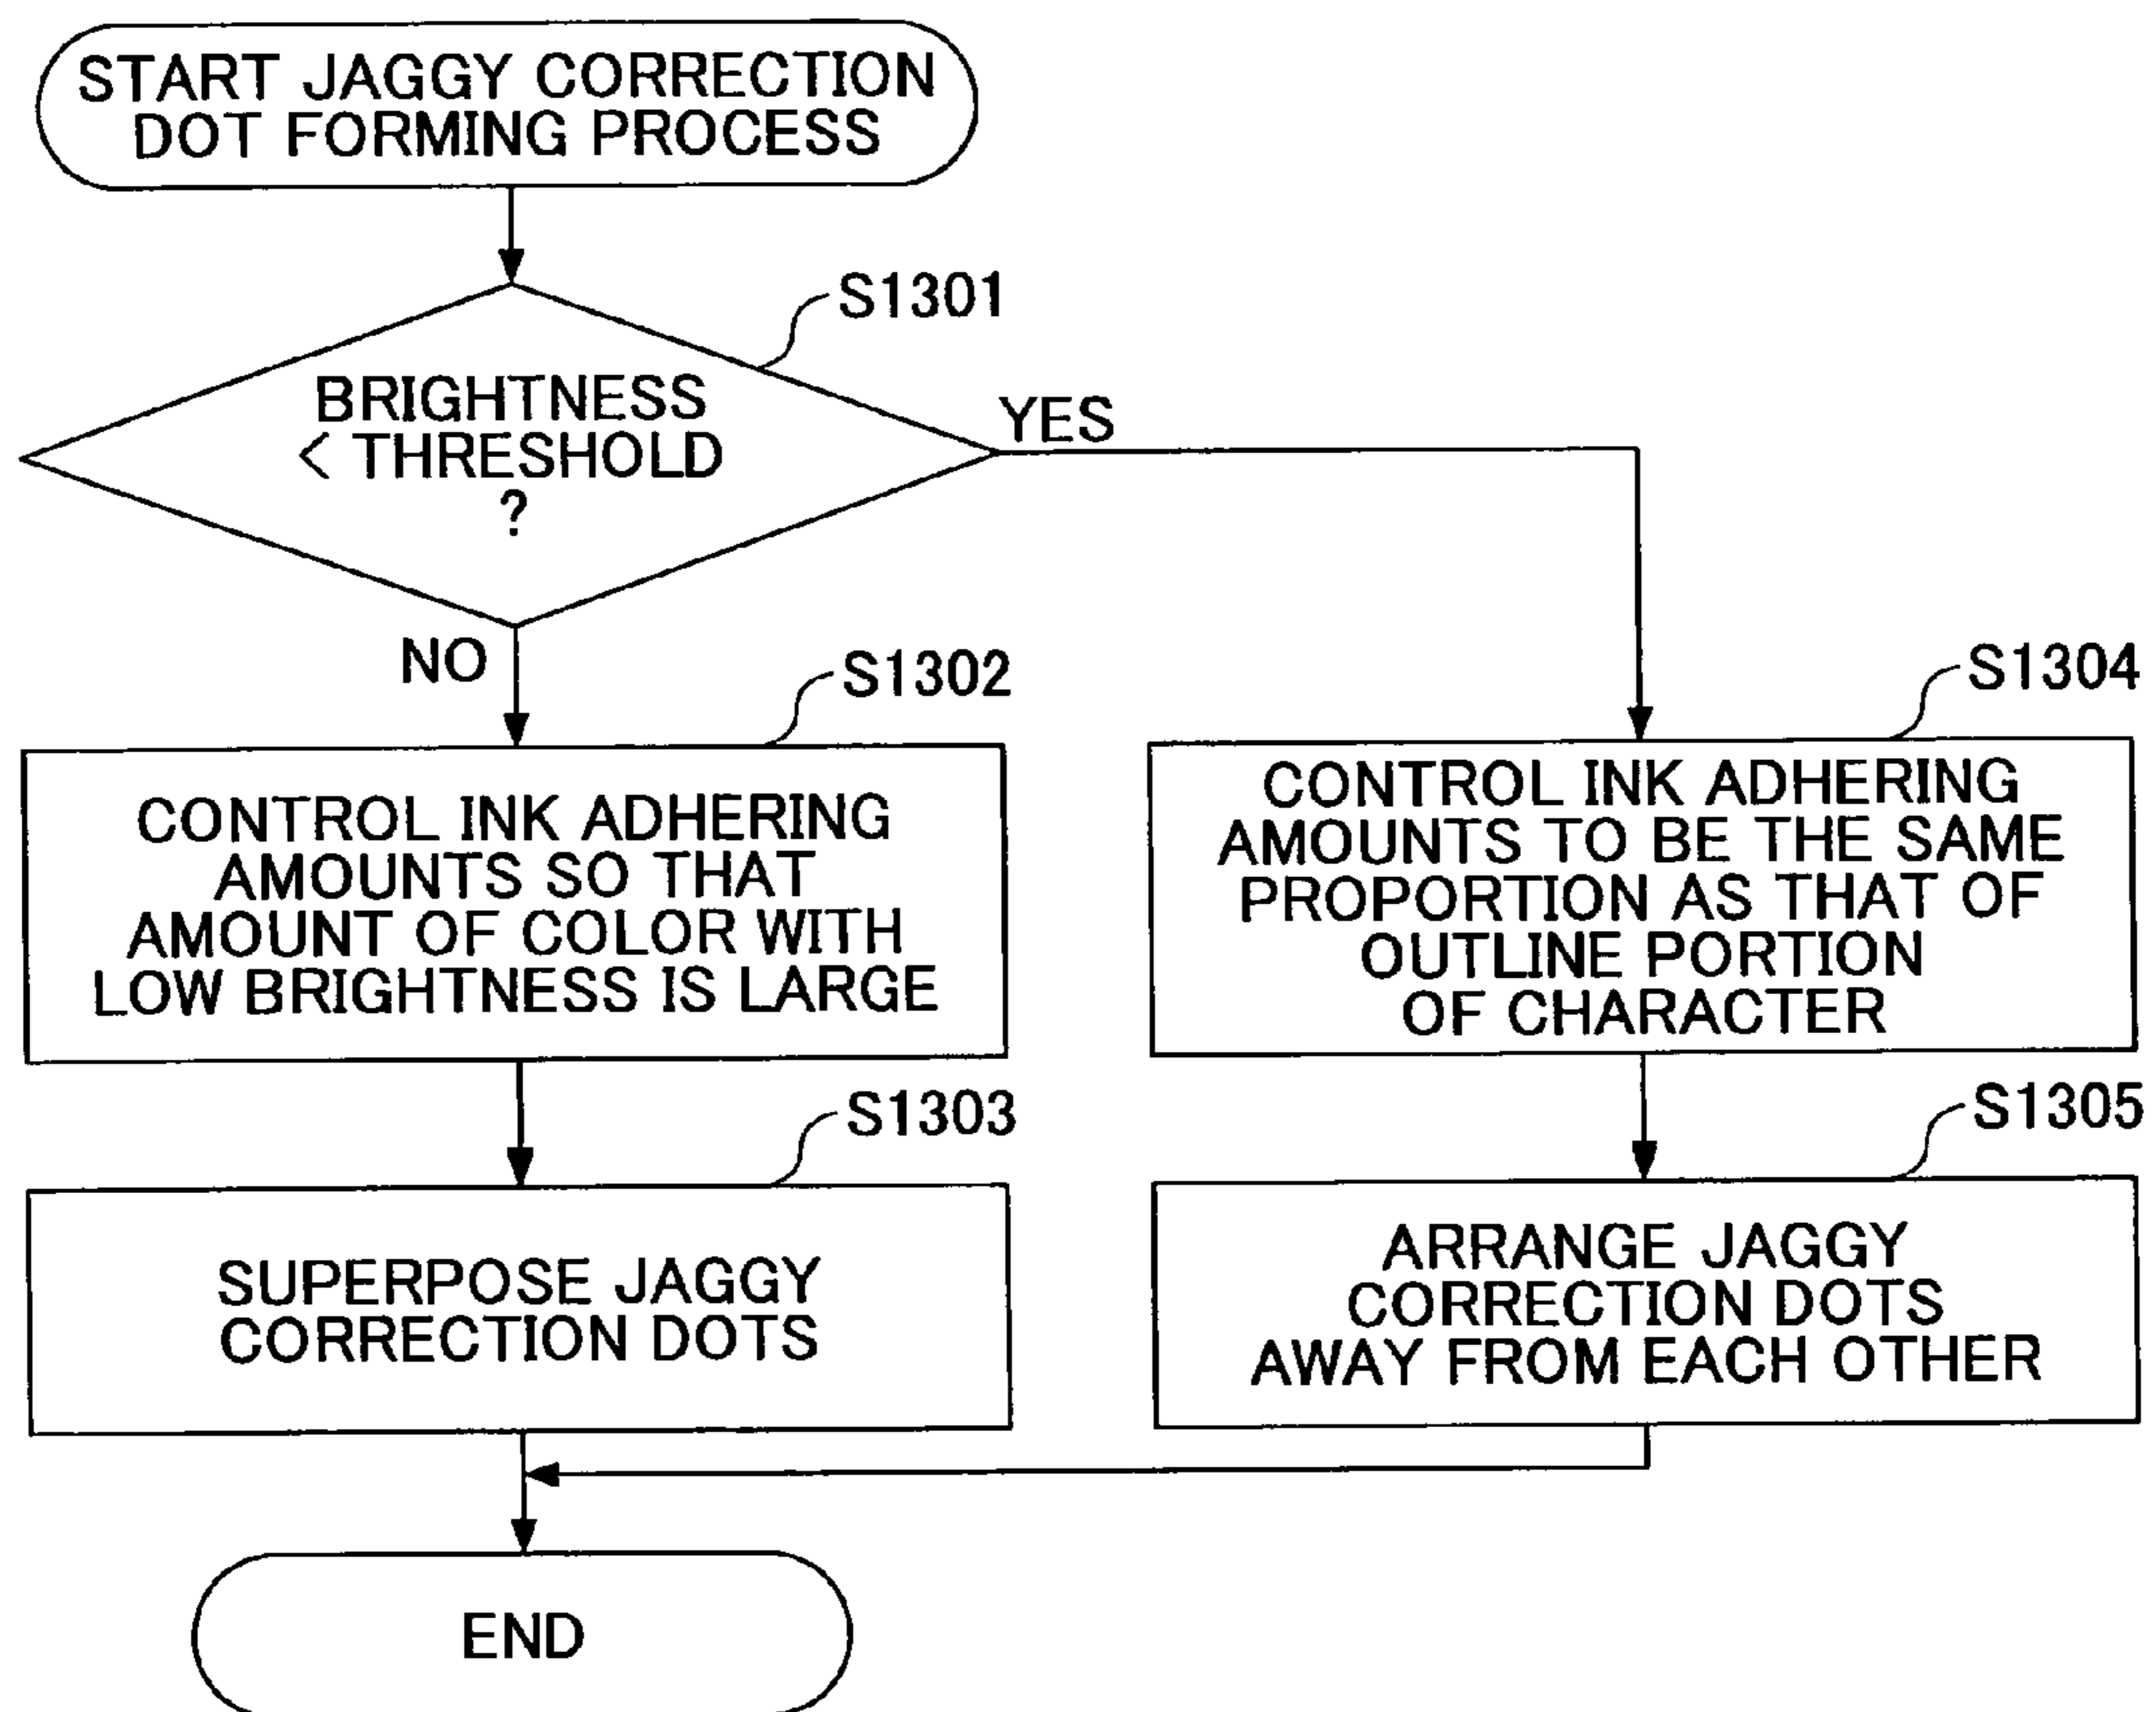 START JAGGY CORRECTION
DOT FORMING PROCESS
S1301
BRIGHTNESS
< THRESHOLD
?
YES
NO
S1302
CONTROL INK ADHERING
AMOUNTS SO THAT
AMOUNT OF COLOR WITH
LOW BRIGHTNESS IS LARGE
S1303
SUPERPOSE JAGGY
CORRECTION DOTS
S1304
CONTROL INK ADHERING
AMOUNTS TO BE THE SAME
PROPORTION AS THAT OF
OUTLINE PORTION
OF CHARACTER
S1305
ARRANGE JAGGY
CORRECTION DOTS
AWAY FROM EACH OTHER
END